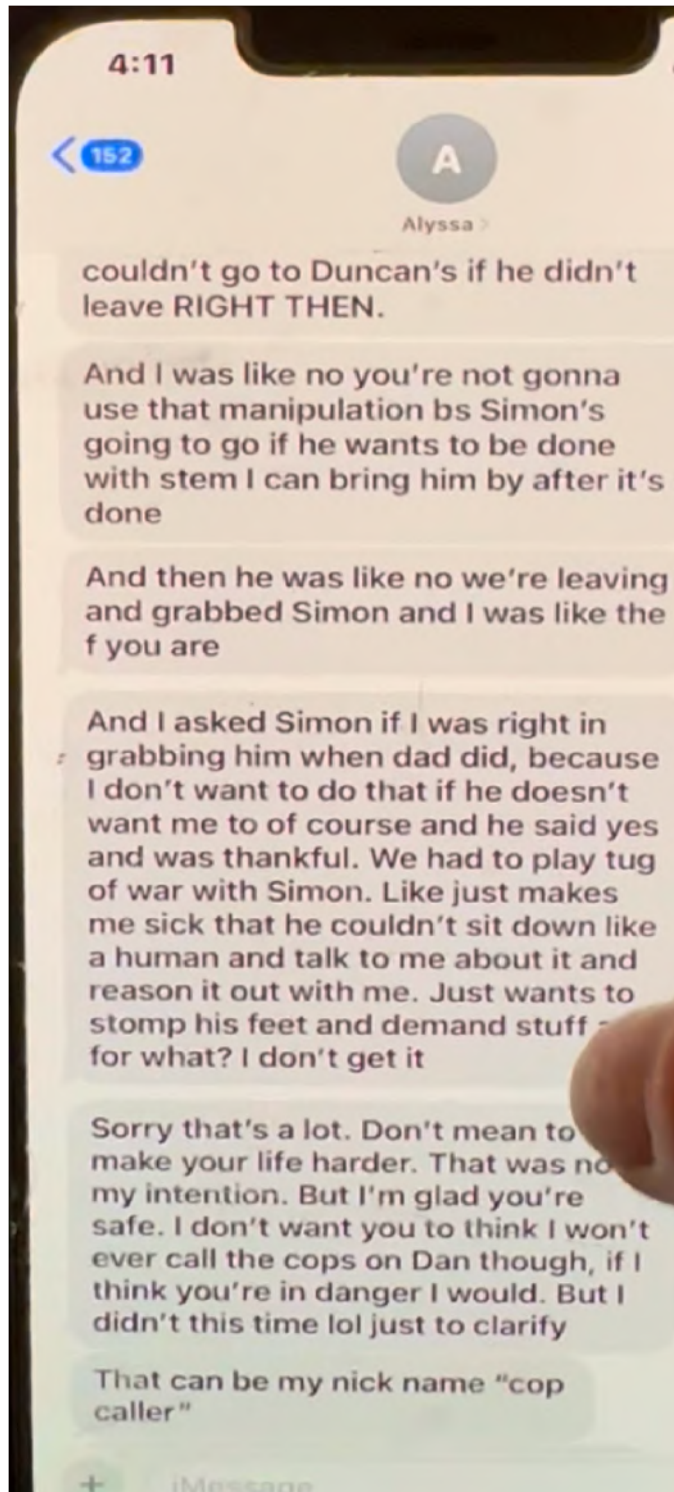 4:11
152
A
Alyssa
couldn't go to Duncan's if he didn't
leave RIGHT THEN.
And I was like no you're not gonna
use that manipulation bs Simon's
going to go if he wants to be done
with stem I can bring him by after it's
done
And then he was like no we're leaving
and grabbed Simon and I was like the
f you are
And I asked Simon if I was right in
grabbing him when dad did, because
I don't want to do that if he doesn't
want me to of course and he said yes
and was thankful. We had to play tug
of war with Simon. Like just makes
me sick that he couldn't sit down like
a human and talk to me about it and
reason it out with me. Just wants to
stomp his feet and demand stuff
for what? I don't get it
Sorry that's a lot. Don't mean to
make your life harder. That was
my intention. But I'm glad you're
safe. I don't want you to think I won't
ever call the cops on Dan though, if I
think you're in danger I would. But I
didn't this time lol just to clarify
That can be my nick name “cop
caller”
+ iMessage